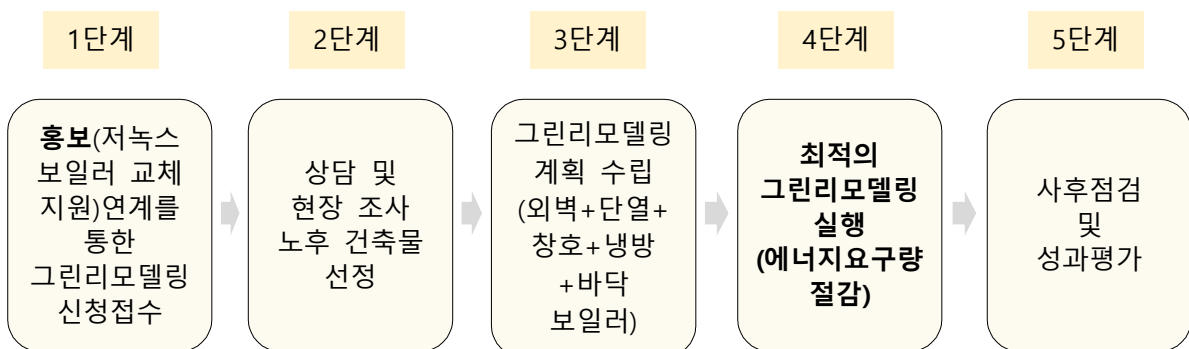 1단계
홍보(저녹스
보일러 교체
지원)연계를
통한
그린리모델링
신청접수
2단계
상담 및
현장 조사
노후 건축물
선정
3단계
그린리모델링
계획 수립
(외벽+단열+
창호+냉방
+바닥
보일러)
4단계
최적의
그린리모델링
실행
(에너지요구량
절감)
5단계
사후점검
및
성과평가